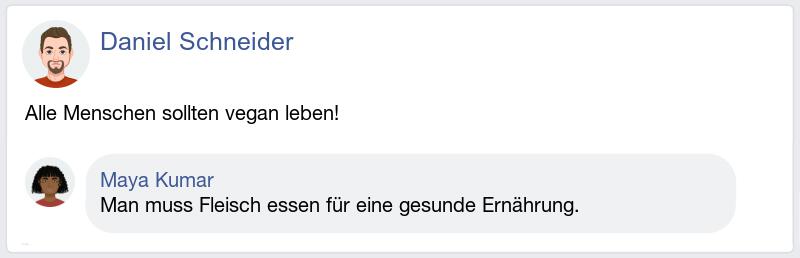 Daniel Schneider
Alle Menschen sollten vegan leben!
Maya Kumar
Man muss Fleisch essen für eine gesunde Ernährung.